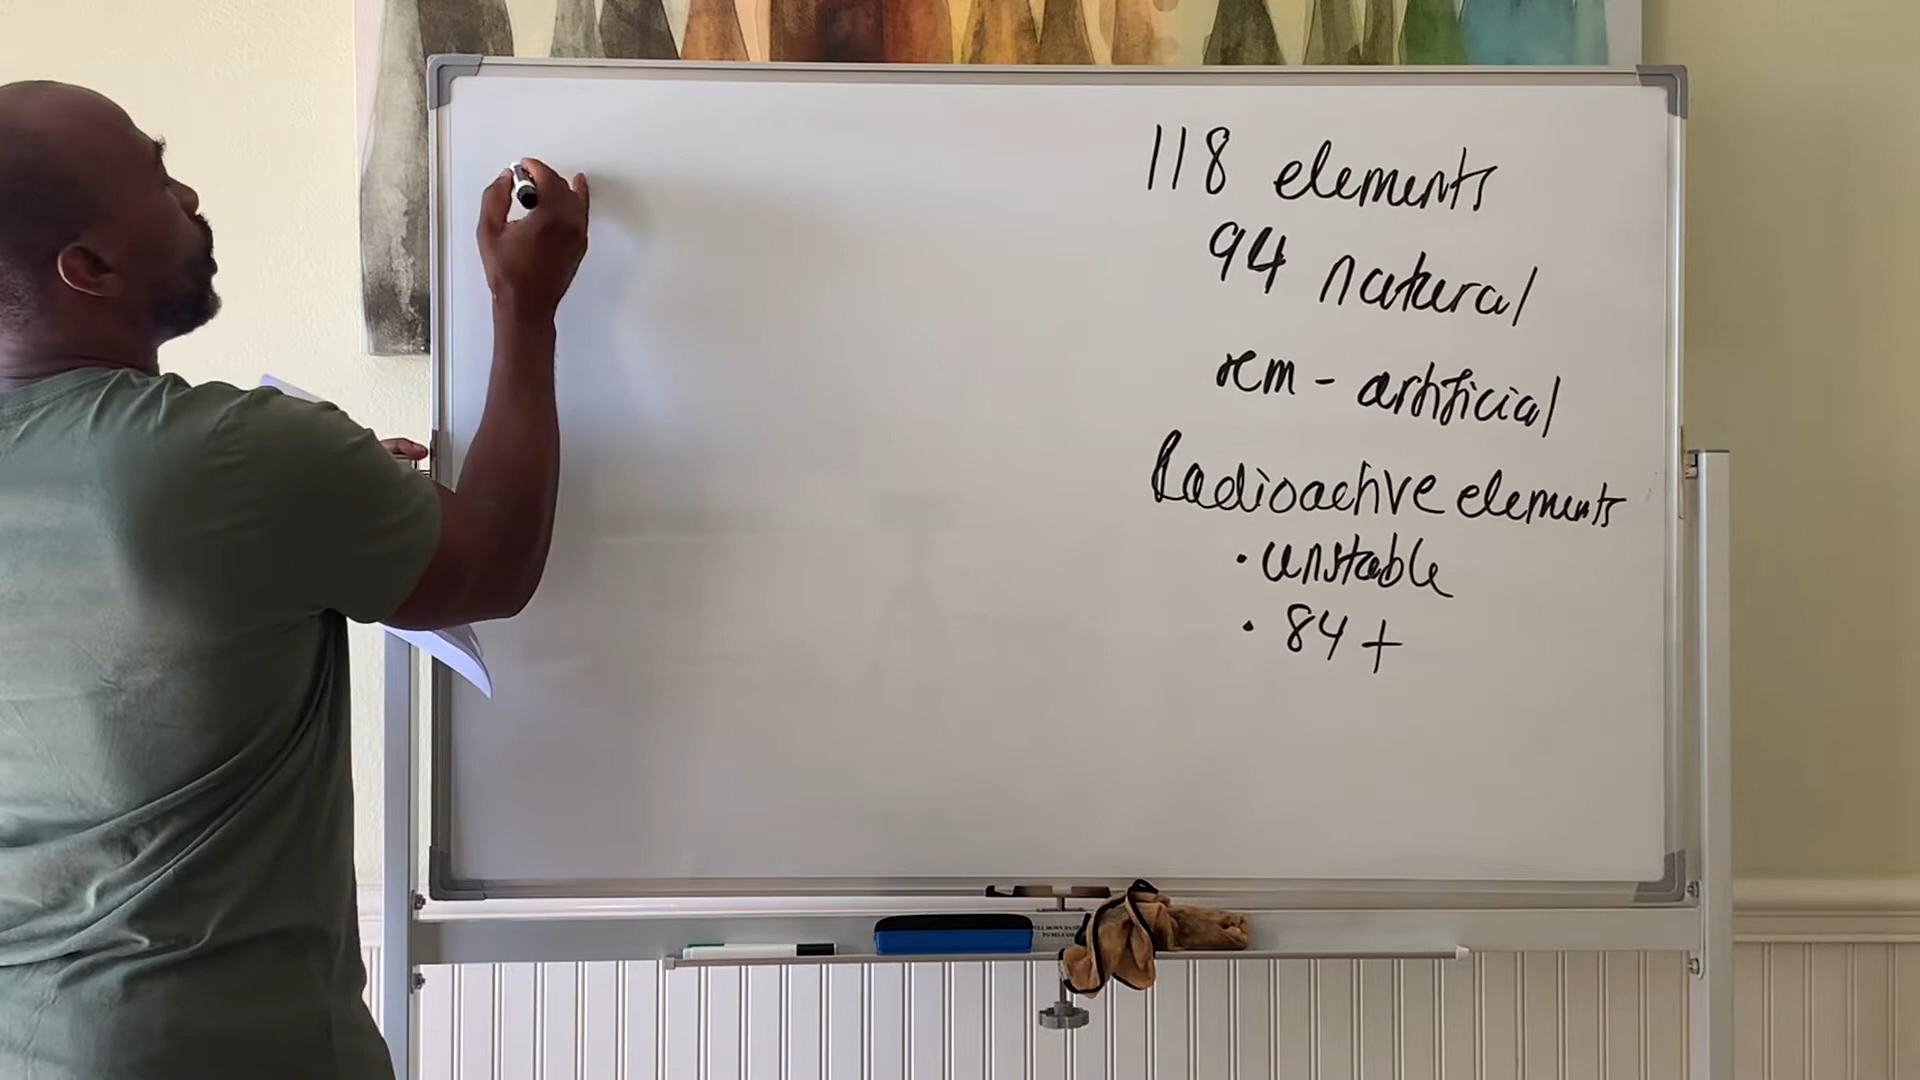 118 elements
94 natural
rem - artificial
Radioactive elements
• unstable
• 84 +